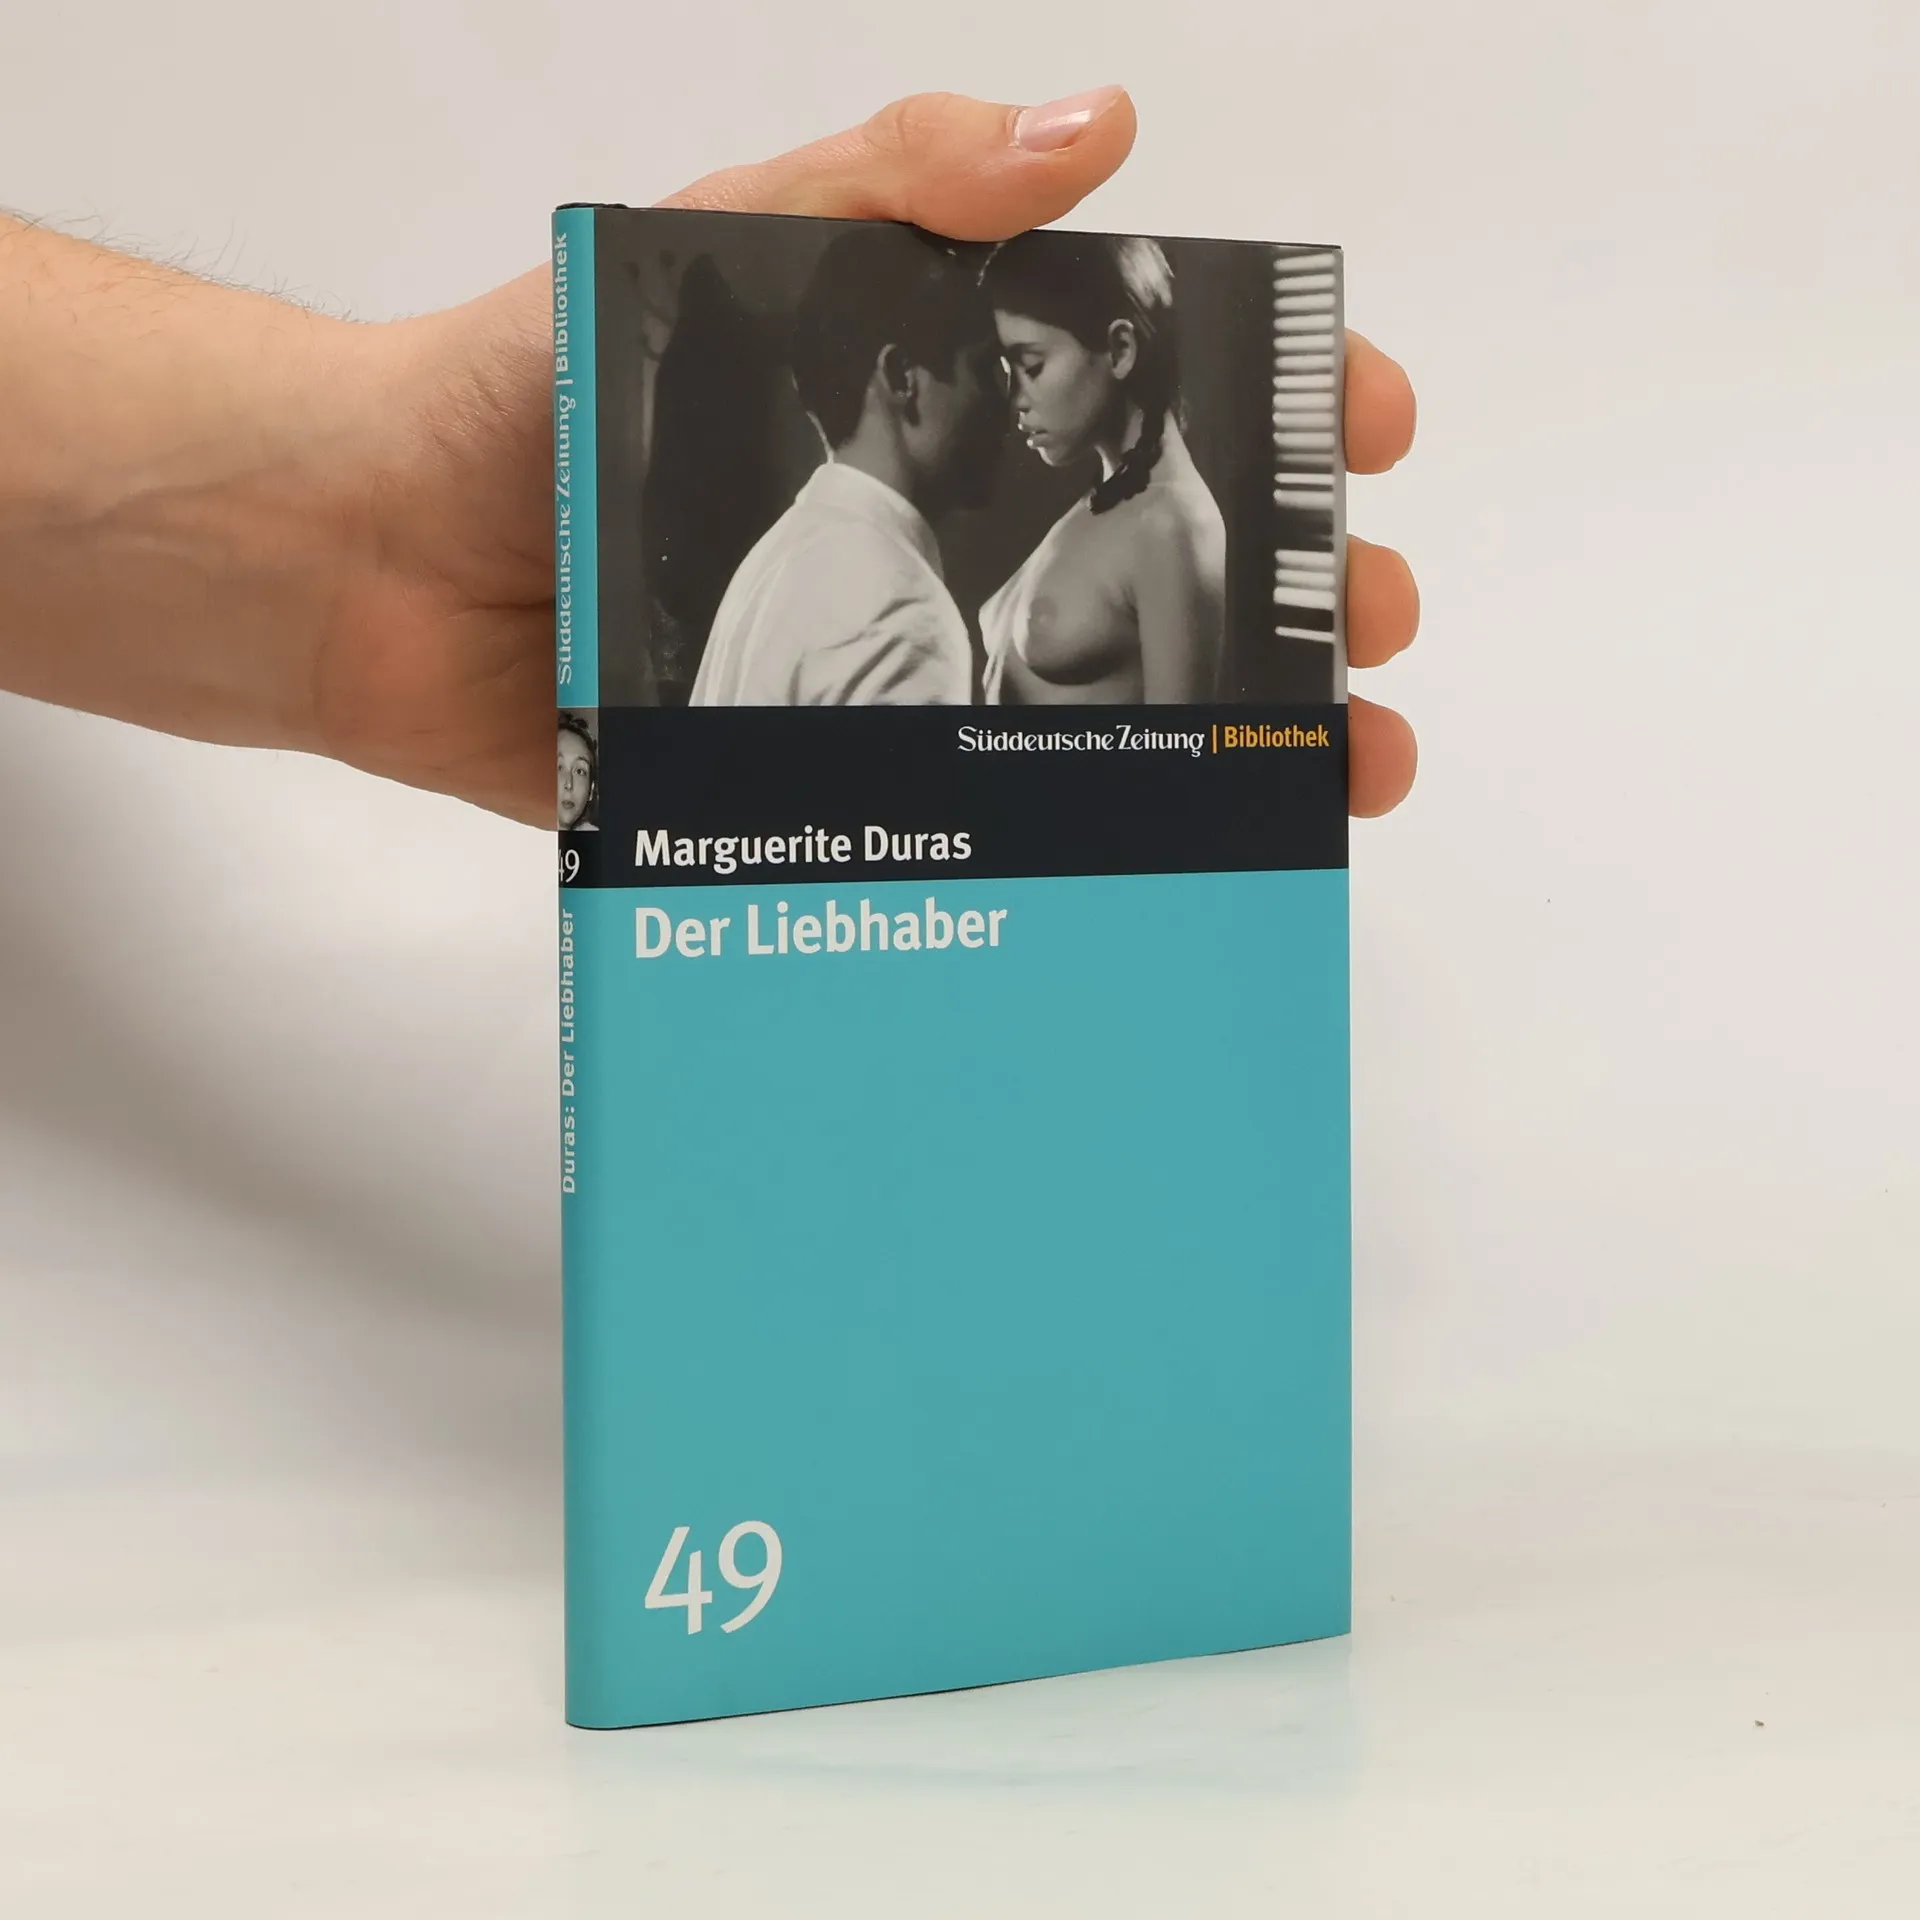 Süddeutsche Zeitung | Bibliothek
Marguerite Duras
Der Liebhaber
49
Süddeutsche Zeitung | Bibliothek
49
Duras: Der Liebhaber